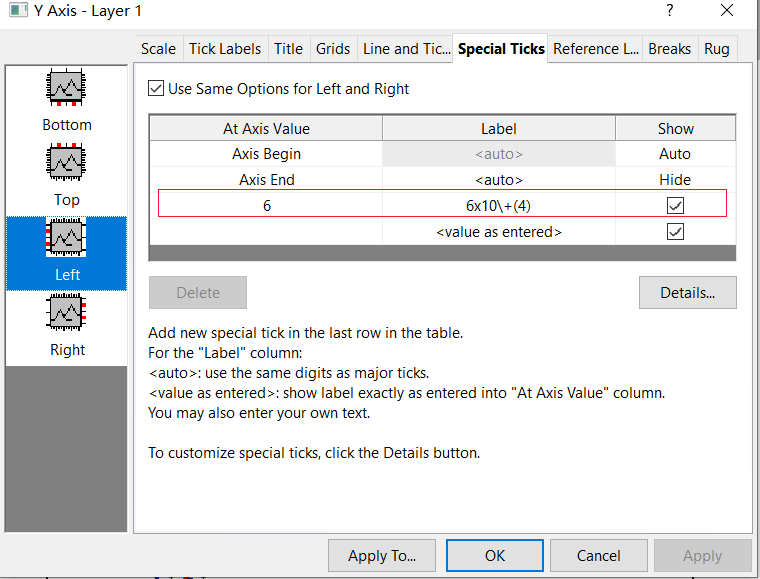 Y Axis - Layer 1
?
Scale Tick Labels Title Grids Line and Tic... Special Ticks Reference L... Breaks Rug
Bottom
Top
Left
Right
Use Same Options for Left and Right
At Axis Value Label Show
Axis Begin <auto> Auto
Axis End <auto> Hide
6 6x10\+(4)
<value as entered>
Delete Details...
Add new special tick in the last row in the table.
For the "Label" column:
<auto>: use the same digits as major ticks.
<value as entered>: show label exactly as entered into "At Axis Value" column.
You may also enter your own text.
To customize special ticks, click the Details button.
Apply To... OK Cancel Apply